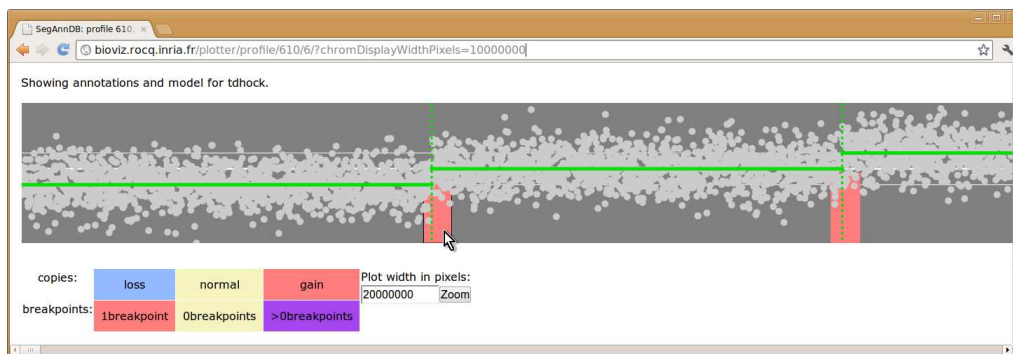 SegAnnDB: profile 610,
bioviz.rocq.inria.fr/plotter/profile/610/6/?chromDisplayWidthPixels=10000000
Showing annotations and model for tdhock.
copies: loss normal gain Plot width in pixels:
20000000 Zoom
breakpoints: 1breakpoint 0breakpoints >0breakpoints